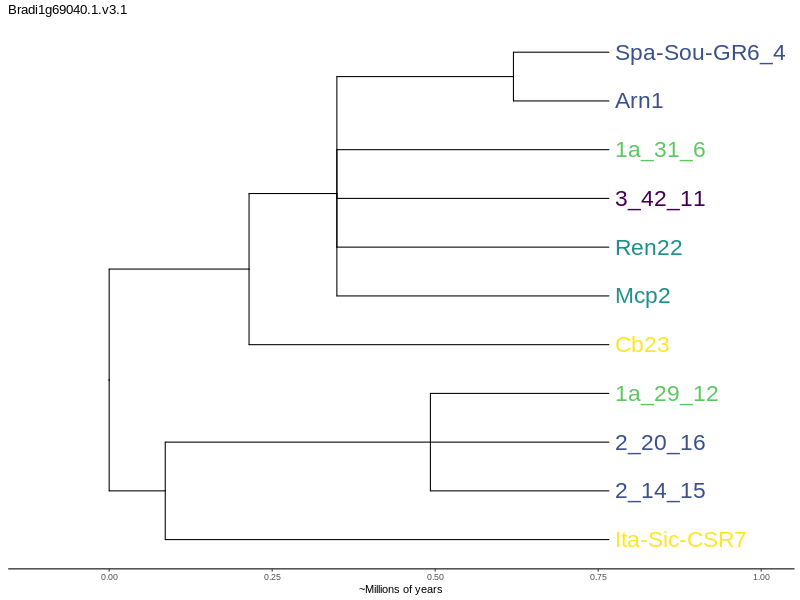 Bradi1g69040.1.v3.1
Spa-Sou-GR6_4
Arn1
1a_31_6
3_42_11
Ren22
Mcp2
Cb23
1a_29_12
2_20_16
2_14_15
Ita-Sic-CSR7
0.00 0.25 0.50 0.75 1.00
~Millions of years